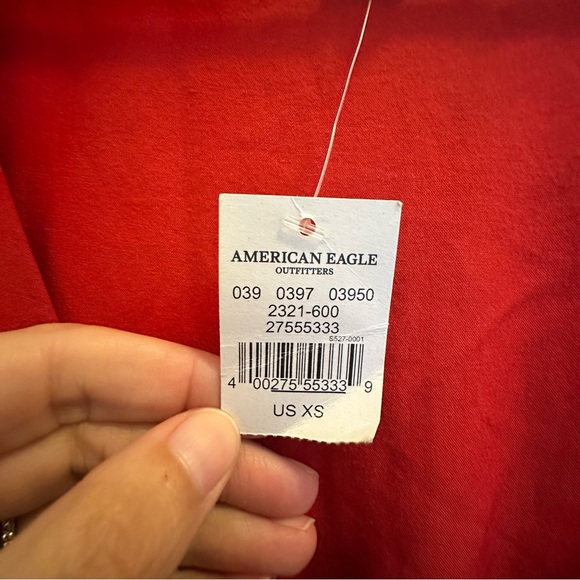 AMERICAN EAGLE
OUTFITTERS
039 0397 03950
2321-600
27555333
S527-0001
4 00275 55333 9
US XS